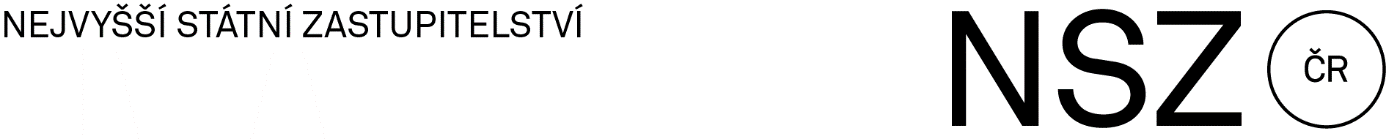 NEJVYŠŠÍ STÁTNÍ ZASTUPITELSTVÍ
NSZ
ČR